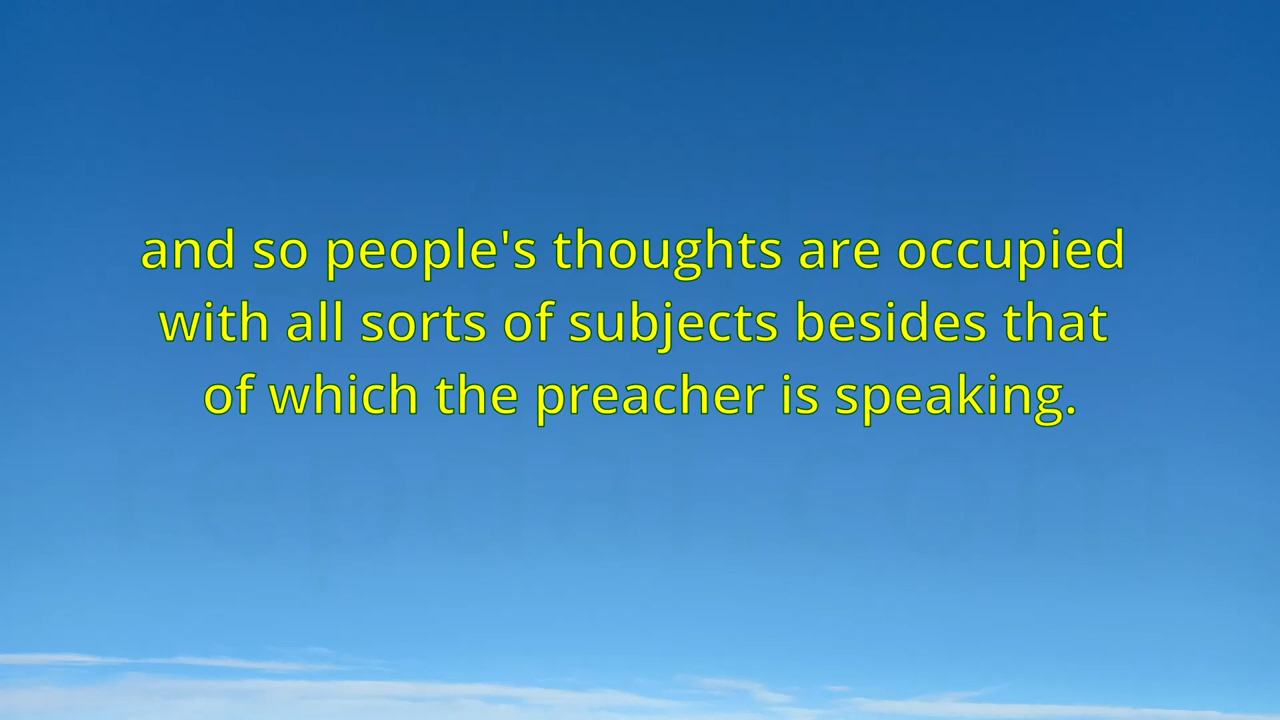 and so people's thoughts are occupied
with all sorts of subjects besides that
of which the preacher is speaking.